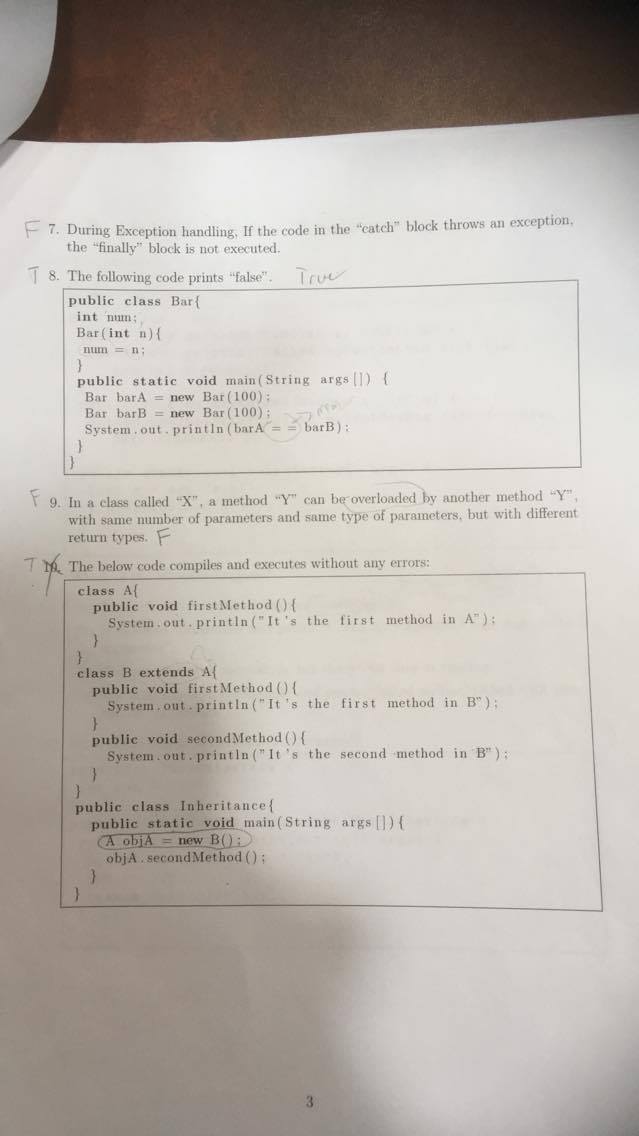 F 7. During Exception handling, If the code in the “catch” block throws an exception,
the “finally” block is not executed.
T 8. The following code prints “false”. True
public class Bar{
int num;
Bar(int n){
num = n;
}
public static void main(String args[]) {
Bar barA = new Bar(100);
Bar barB = new Bar(100);
System.out.println(barA = = barB);
}
}
F 9. In a class called “X”, a method “Y” can be overloaded by another method “Y”,
with same number of parameters and same type of parameters, but with different
return types. F
T 10. The below code compiles and executes without any errors:
class A{
public void firstMethod(){
System.out.println("It's the first method in A");
}
}
class B extends A{
public void firstMethod(){
System.out.println("It's the first method in B");
}
public void secondMethod(){
System.out.println("It's the second method in B");
}
}
public class Inheritance{
public static void main(String args[]){
A objA = new B();
objA.secondMethod();
}
}
3